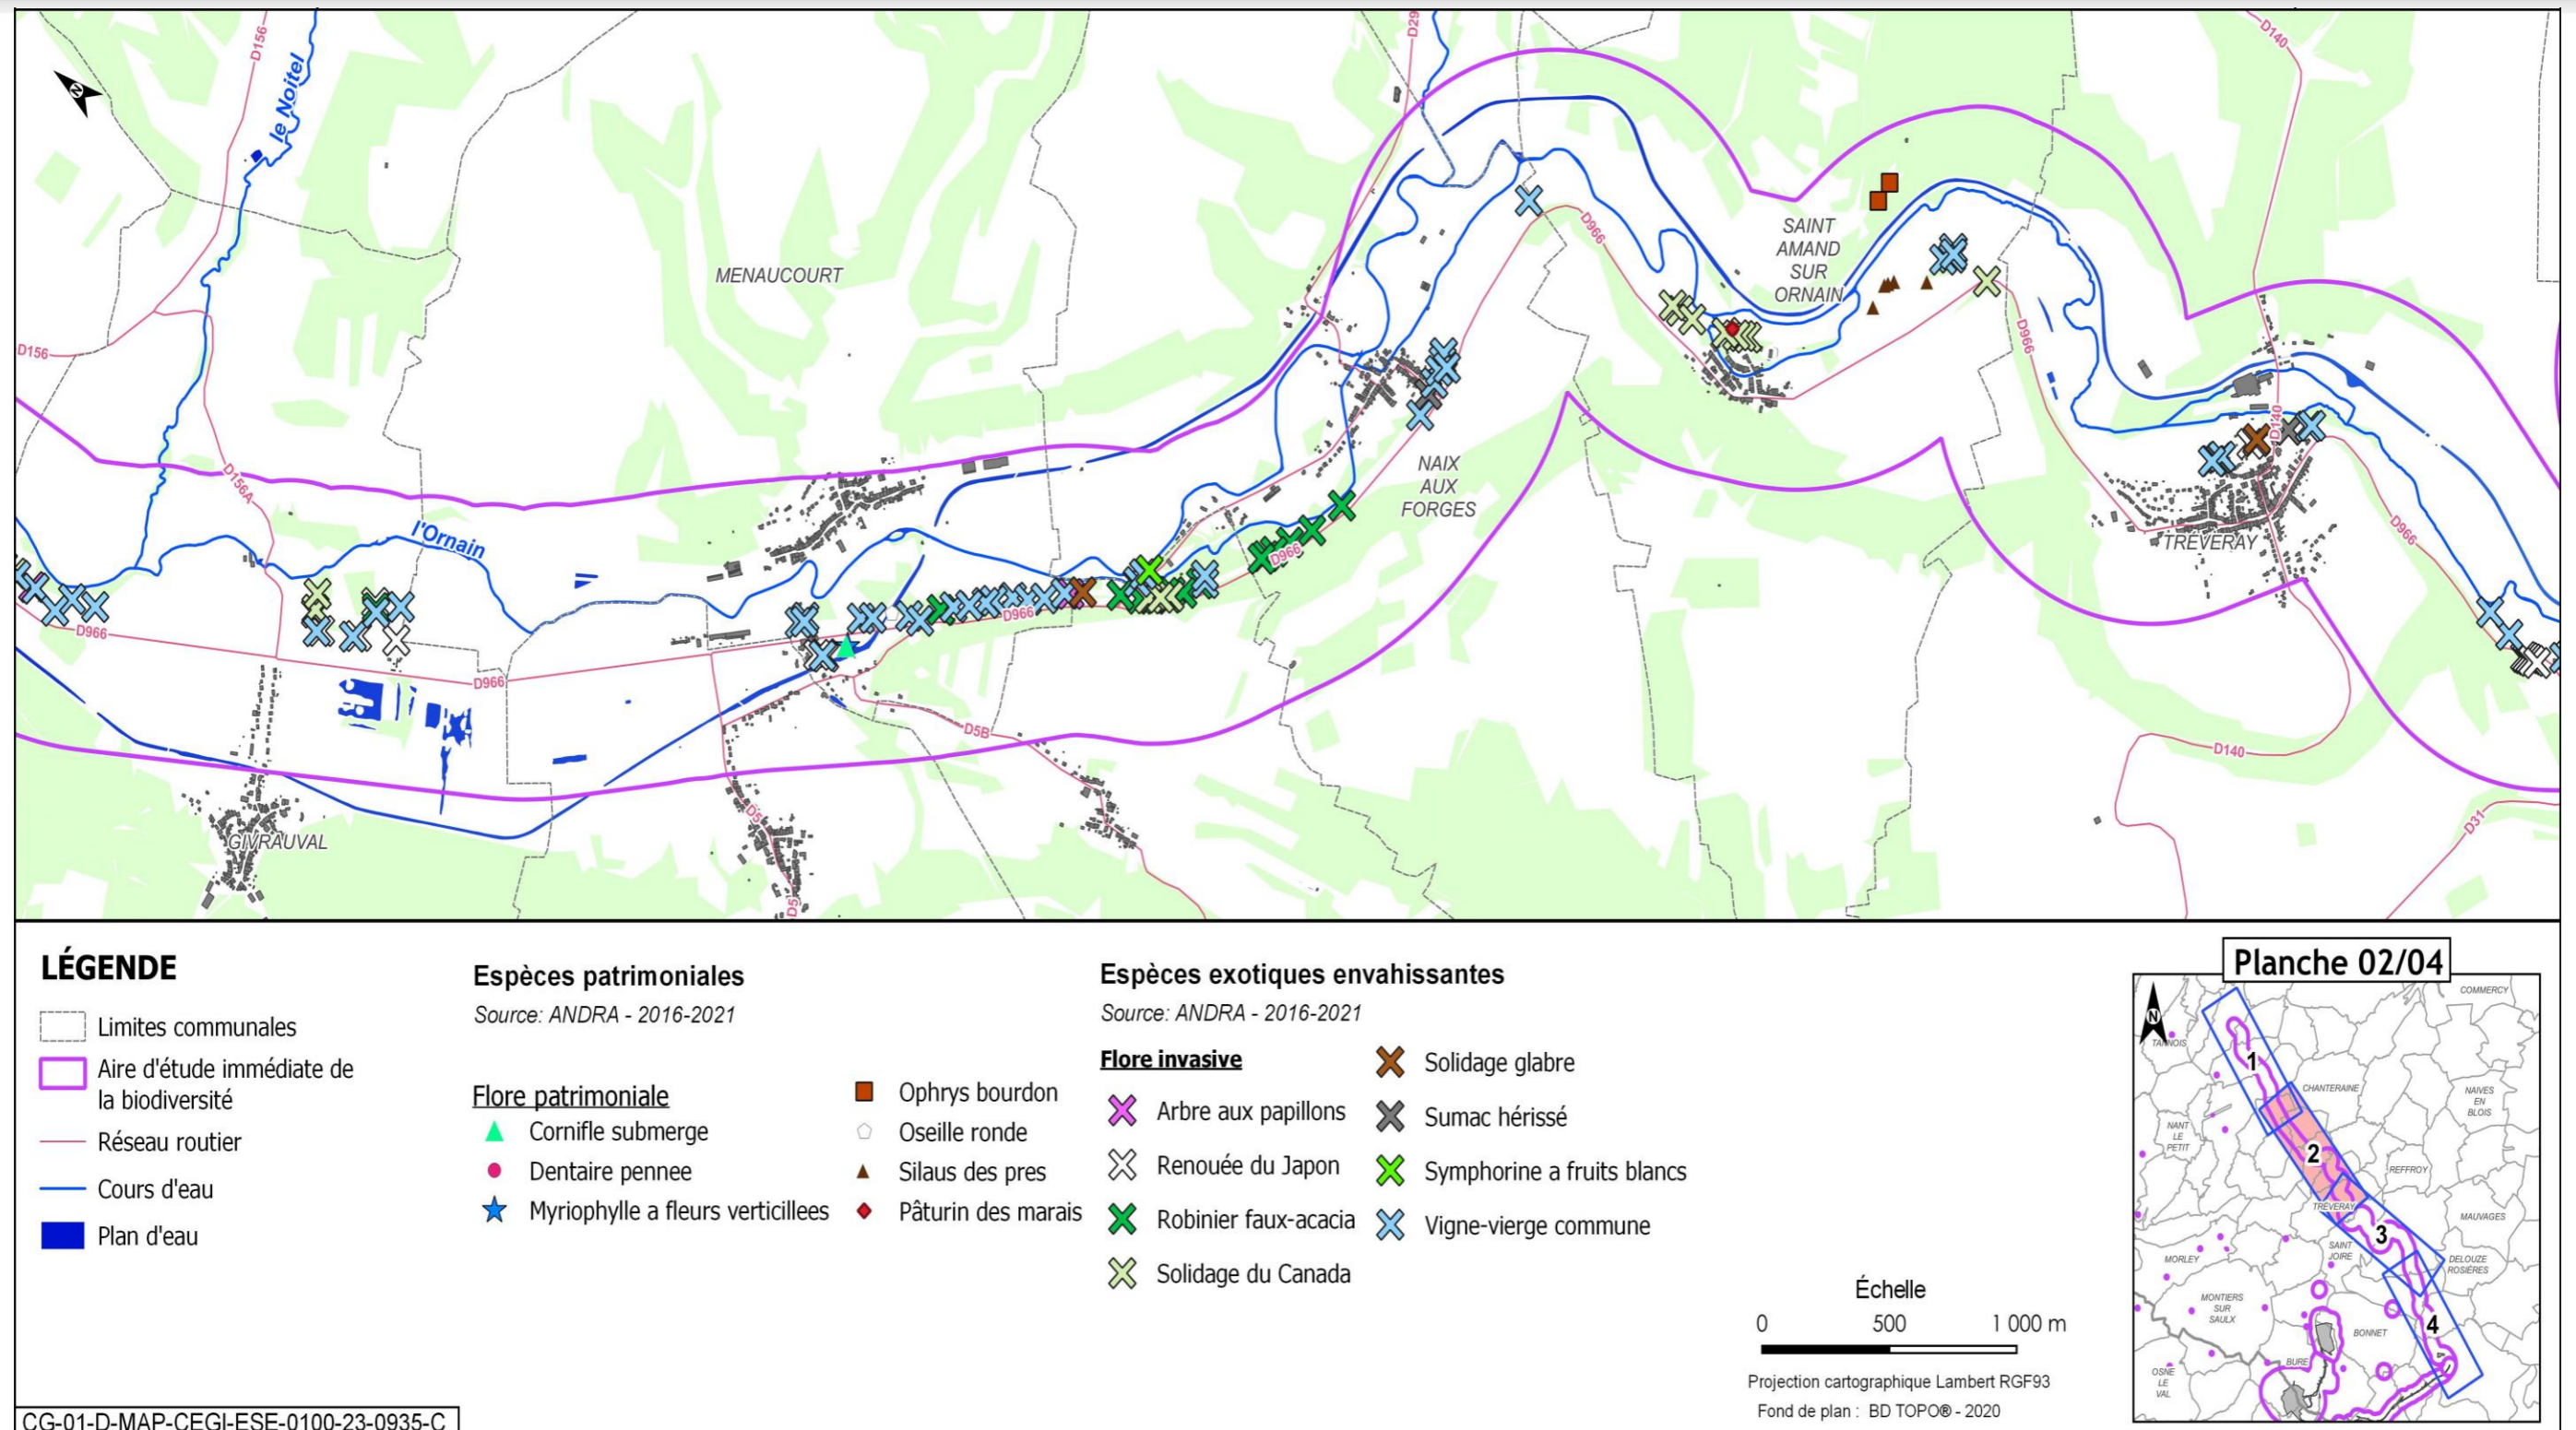 D156
le Noitel
D29
D140
N
MENAUCOURT
D966
SAINT
AMAND
SUR
ORNAIN
D156
D966
D140
D156A
NAIX
AUX
FORGES
l'Ornain
D966
TRÉVERAY
D966
D966
D966
D966
D5B
D140
D5
GIVRAUVAL
D31
D5
LÉGENDE
Limites communales
Aire d'étude immédiate de
la biodiversité
Réseau routier
Cours d'eau
Plan d'eau
Espèces patrimoniales
Source: ANDRA - 2016-2021
Flore patrimoniale
Cornifle submerge
Dentaire pennee
Myriophylle a fleurs verticillees
Ophrys bourdon
Oseille ronde
Silaus des pres
Pâturin des marais
Espèces exotiques envahissantes
Source: ANDRA - 2016-2021
Flore invasive
Arbre aux papillons
Renouée du Japon
Robinier faux-acacia
Solidage du Canada
Solidage glabre
Sumac hérissé
Symphorine a fruits blancs
Vigne-vierge commune
Échelle
0 500 1 000 m
Projection cartographique Lambert RGF93
Fond de plan : BD TOPO® - 2020
Planche 02/04
COMMERCY
N
TANNOIS
1
CHANTERAINE
NAIVES
EN
BLOIS
NANT
LE
PETIT
2
REFFROY
TRÉVERAY
MAUVAGES
3
SAINT
JOIRE
MORLEY
DELOUZE
ROSIÈRES
MONTIERS
SUR
SAULX
4
BONNET
BURE
OSNE
LE
VAL
CG-01-D-MAP-CEGI-ESE-0100-23-0935-C